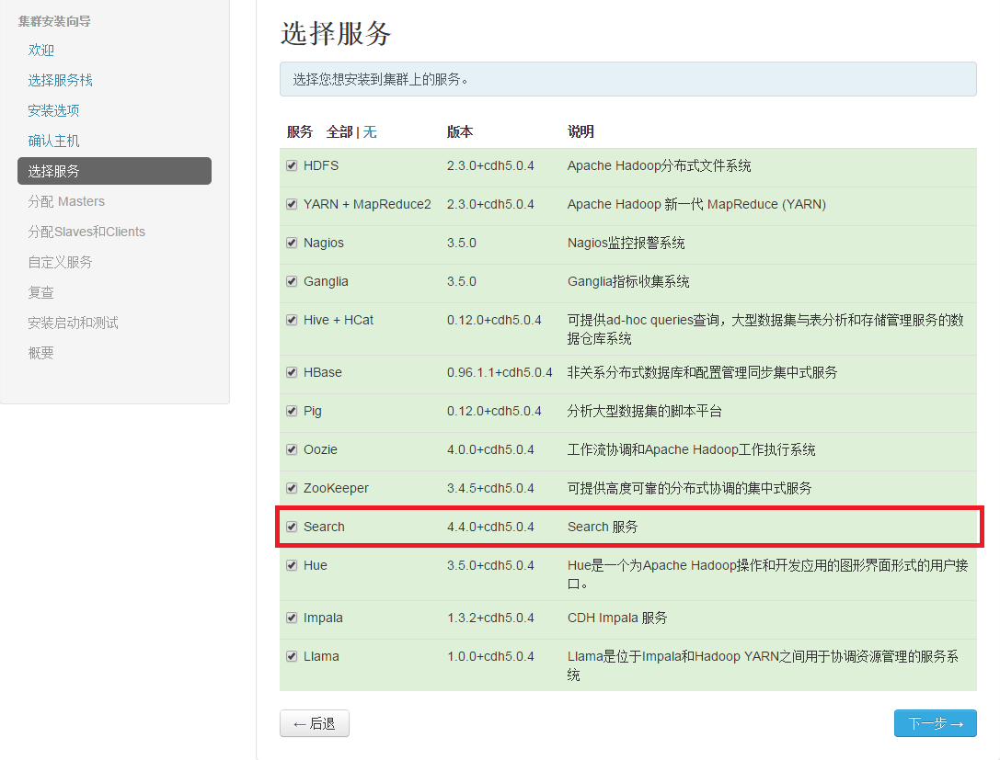 集群安装向导
欢迎
选择服务栈
安装选项
确认主机
选择服务
分配 Masters
分配Slaves和Clients
自定义服务
复查
安装启动和测试
概要
选择服务
选择您想安装到集群上的服务。
服务 全部 | 无 版本 说明
HDFS 2.3.0+cdh5.0.4 Apache Hadoop分布式文件系统
YARN + MapReduce2 2.3.0+cdh5.0.4 Apache Hadoop 新一代 MapReduce (YARN)
Nagios 3.5.0 Nagios监控报警系统
Ganglia 3.5.0 Ganglia指标收集系统
Hive + HCat 0.12.0+cdh5.0.4 可提供ad-hoc queries查询，大型数据集与表分析和存储管理服务的数
据仓库系统
HBase 0.96.1.1+cdh5.0.4 非关系分布式数据库和配置管理同步集中式服务
Pig 0.12.0+cdh5.0.4 分析大型数据集的脚本平台
Oozie 4.0.0+cdh5.0.4 工作流协调和Apache Hadoop工作执行系统
ZooKeeper 3.4.5+cdh5.0.4 可提供高度可靠的分布式协调的集中式服务
Search 4.4.0+cdh5.0.4 Search 服务
Hue 3.5.0+cdh5.0.4 Hue是一个为Apache Hadoop操作和开发应用的图形界面形式的用户接
口。
Impala 1.3.2+cdh5.0.4 CDH Impala 服务
Llama 1.0.0+cdh5.0.4 Llama是位于Impala和Hadoop YARN之间用于协调资源管理的服务系
统
← 后退 下一步 →